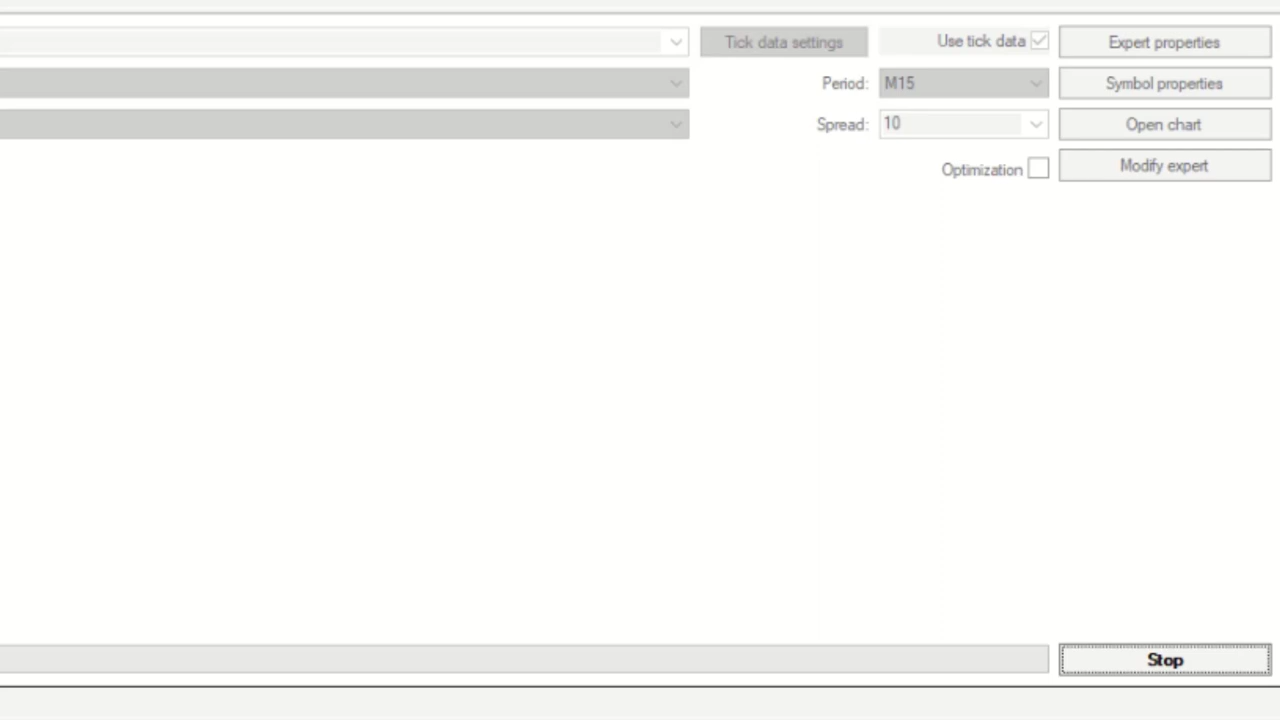 Tick data settings Use tick data Expert properties
Period: M15 Symbol properties
Spread: 10 Open chart
Optimization Modify expert
Stop